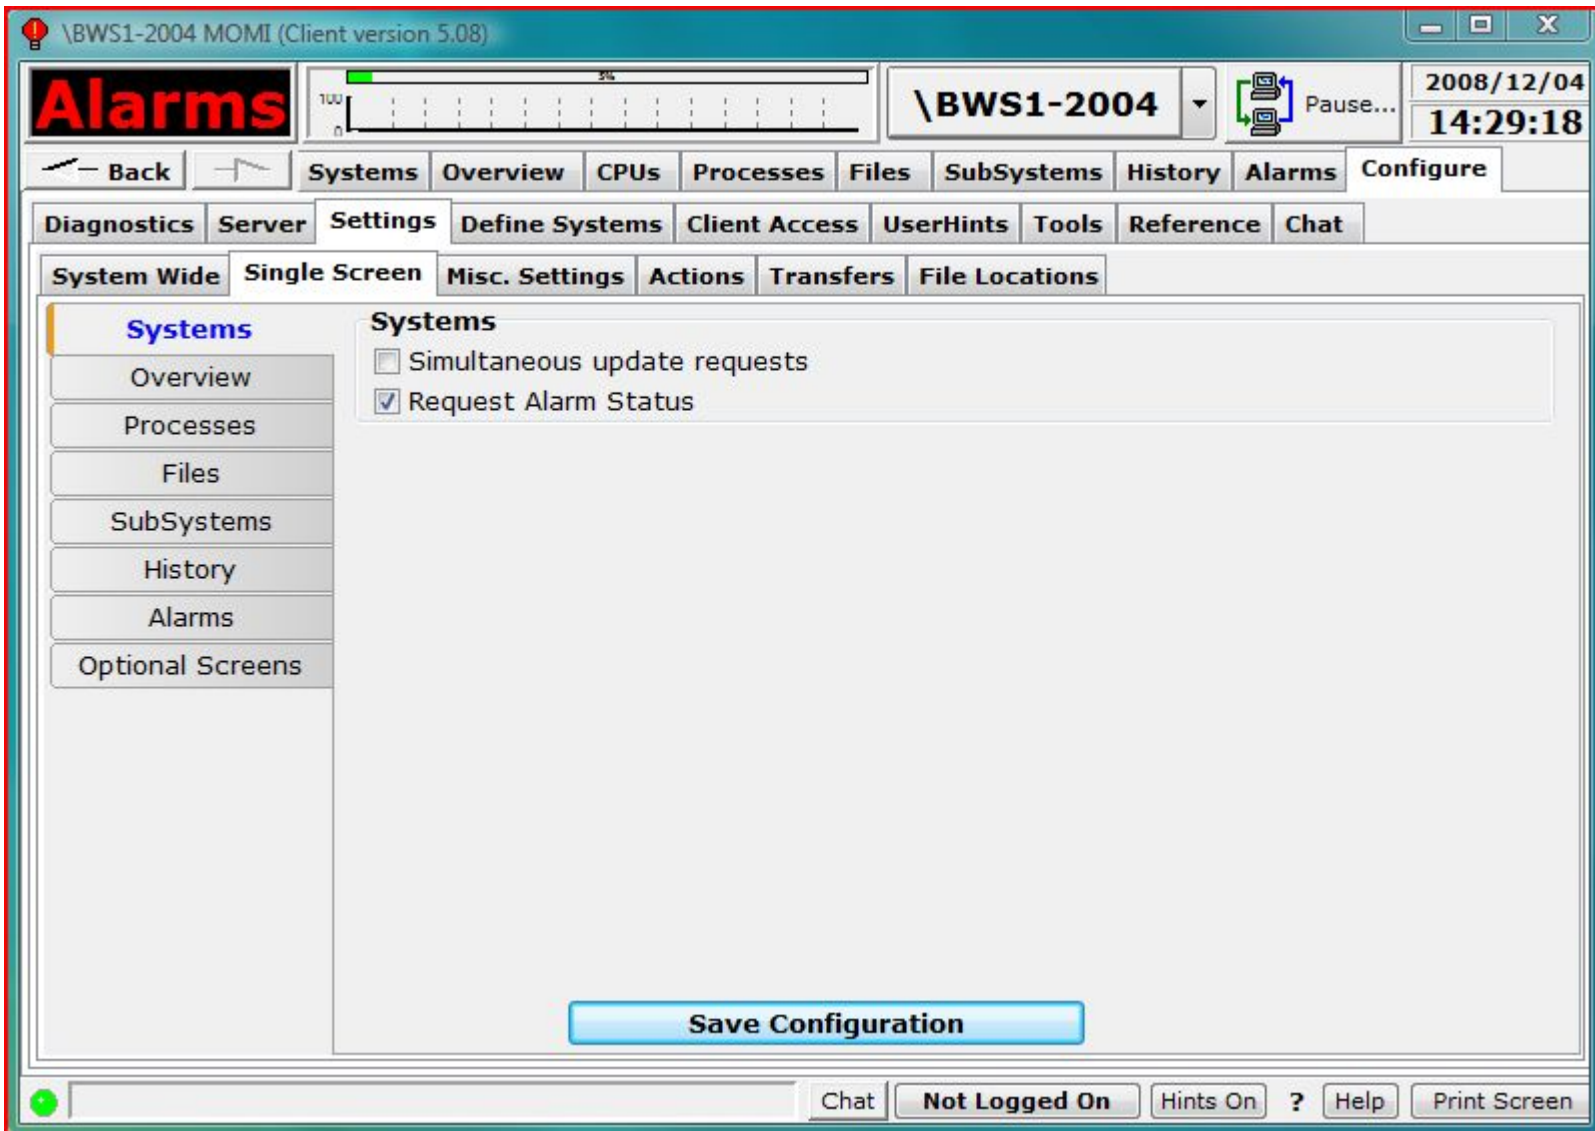 \BWS1-2004 MOMI (Client version 5.08)
Alarms
5%
100
0
\BWS1-2004
Pause...
2008/12/04
14:29:18
Back
Systems Overview CPUs Processes Files SubSystems History Alarms Configure
Diagnostics Server Settings Define Systems Client Access UserHints Tools Reference Chat
System Wide Single Screen Misc. Settings Actions Transfers File Locations
Systems
Overview
Processes
Files
SubSystems
History
Alarms
Optional Screens
Systems
Simultaneous update requests
Request Alarm Status
Save Configuration
Chat Not Logged On Hints On ? Help Print Screen